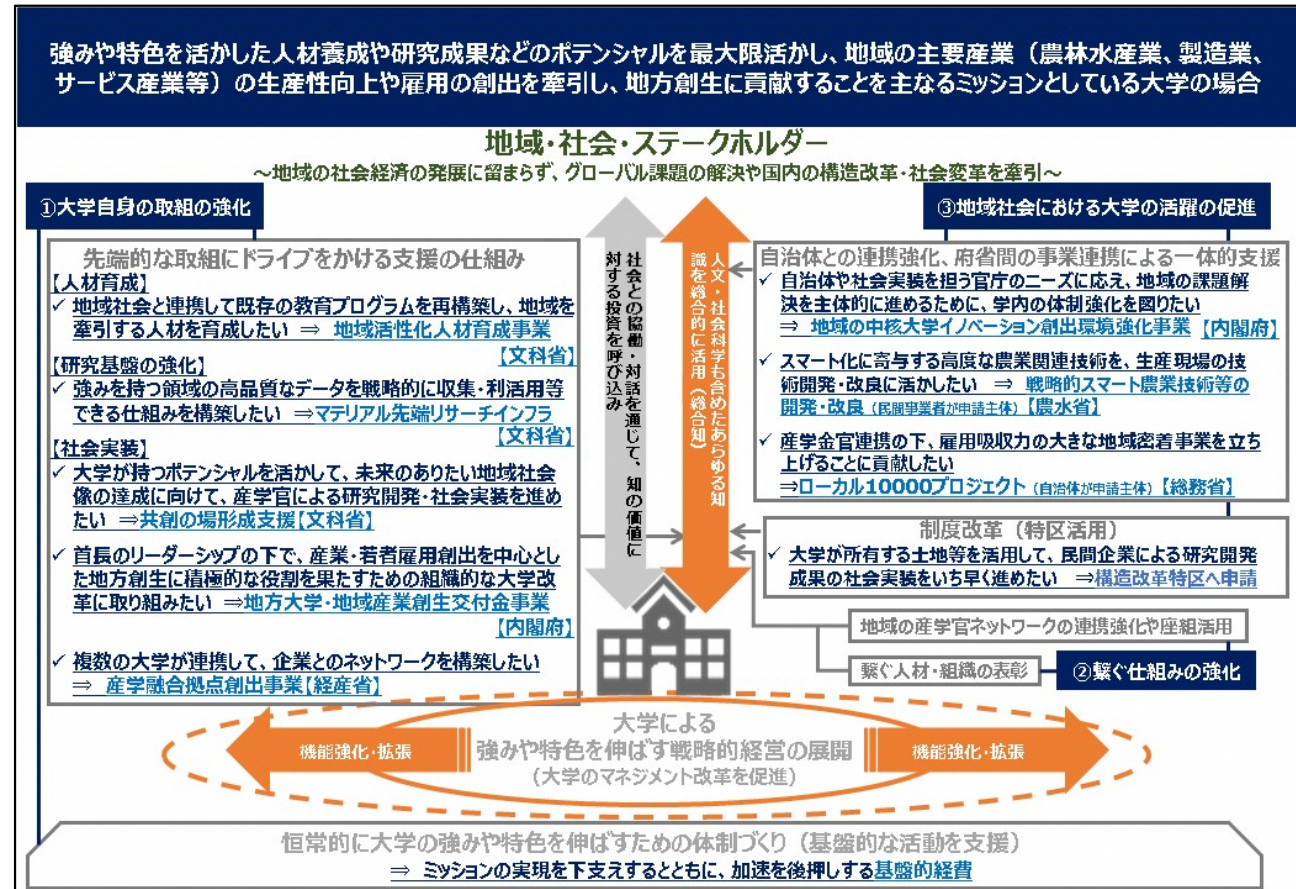 強みや特色を活かした人材養成や研究成果などのポテンシャルを最大限活かし、地域の主要産業（農林水産業、製造業、
サービス産業等）の生産性向上や雇用の創出を牽引し、地方創生に貢献することを主なるミッションとしている大学の場合
地域・社会・ステークホルダー
～地域の社会経済の発展に留まらず、グローバル課題の解決や国内の構造改革・社会変革を牽引～
①大学自身の取組の強化
先端的な取組にドライブをかける支援の仕組み
【人材育成】
✓ 地域社会と連携して既存の教育プログラムを再構築し、地域を
牽引する人材を育成したい ⇒ 地域活性化人材育成事業
【文科省】
【研究基盤の強化】
✓ 強みを持つ領域の高品質なデータを戦略的に収集・利活用等
できる仕組みを構築したい ⇒マテリアル先端リサーチインフラ
【文科省】
【社会実装】
✓ 大学が持つポテンシャルを活かして、未来のありたい地域社会
像の達成に向けて、産学官による研究開発・社会実装を進め
たい ⇒共創の場形成支援【文科省】
✓ 首長のリーダーシップの下で、産業・若者雇用創出を中心とし
た地方創生に積極的な役割を果たすための組織的な大学改
革に取り組みたい ⇒地方大学・地域産業創生交付金事業
【内閣府】
✓ 複数の大学が連携して、企業とのネットワークを構築したい
⇒ 産学融合拠点創出事業【経産省】
社会との協働・対話を通じて、知の価値に
対する投資を呼び込み
人文・社会科学も含めたあらゆる知
識を総合的に活用（総合知）
③地域社会における大学の活躍の促進
自治体との連携強化、府省間の事業連携による一体的支援
✓ 自治体や社会実装を担う官庁のニーズに応え、地域の課題解
決を主体的に進めるために、学内の体制強化を図りたい
⇒ 地域の中核大学イノベーション創出環境強化事業 【内閣府】
✓ スマート化に寄与する高度な農業関連技術を、生産現場の技
術開発・改良に活かしたい ⇒ 戦略的スマート農業技術等の
開発・改良（民間事業者が申請主体）【農水省】
✓ 産学金官連携の下、雇用吸収力の大きな地域密着事業を立ち
上げることに貢献したい
⇒ローカル10000プロジェクト（自治体が申請主体）【総務省】
制度改革（特区活用）
✓ 大学が所有する土地等を活用して、民間企業による研究開発
成果の社会実装をいち早く進めたい ⇒構造改革特区へ申請
地域の産学官ネットワークの連携強化や座組活用
繋ぐ人材・組織の表彰
②繋ぐ仕組みの強化
大学による
強みや特色を伸ばす戦略的経営の展開
（大学のマネジメント改革を促進）
機能強化・拡張
機能強化・拡張
恒常的に大学の強みや特色を伸ばすための体制づくり（基盤的な活動を支援）
⇒ ミッションの実現を下支えするとともに、加速を後押しする基盤的経費